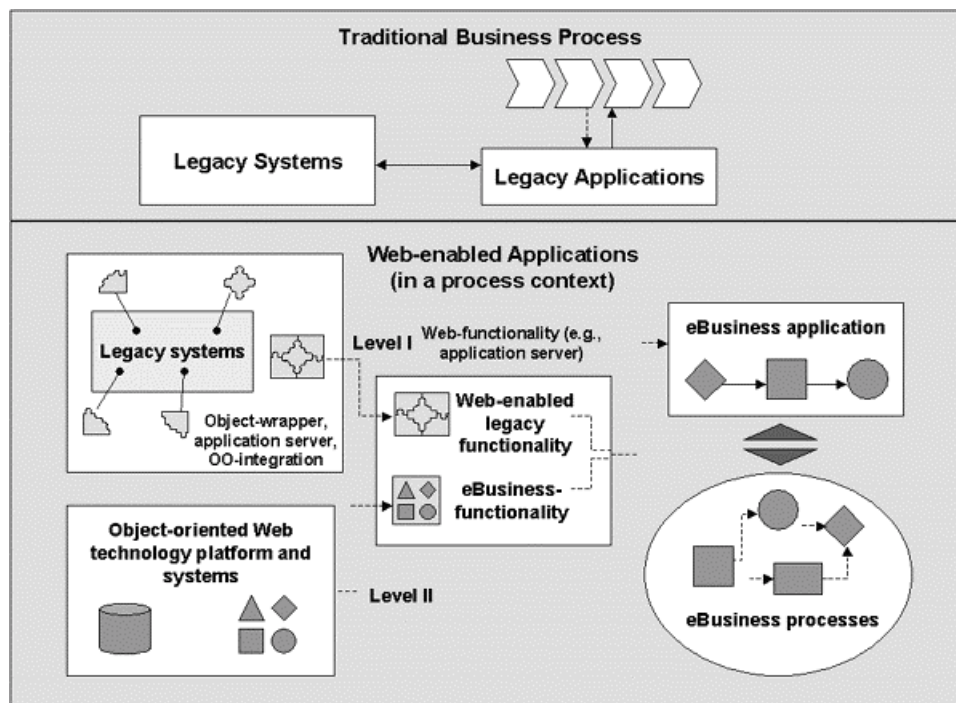 Traditional Business Process
Legacy Systems
Legacy Applications
Web-enabled Applications
(in a process context)
Legacy systems
Object-wrapper,
application server,
OO-integration
Level I
Web-functionality (e.g.,
application server)
Web-enabled
legacy
functionality
eBusiness-
functionality
eBusiness application
Object-oriented Web
technology platform and
systems
Level II
eBusiness processes